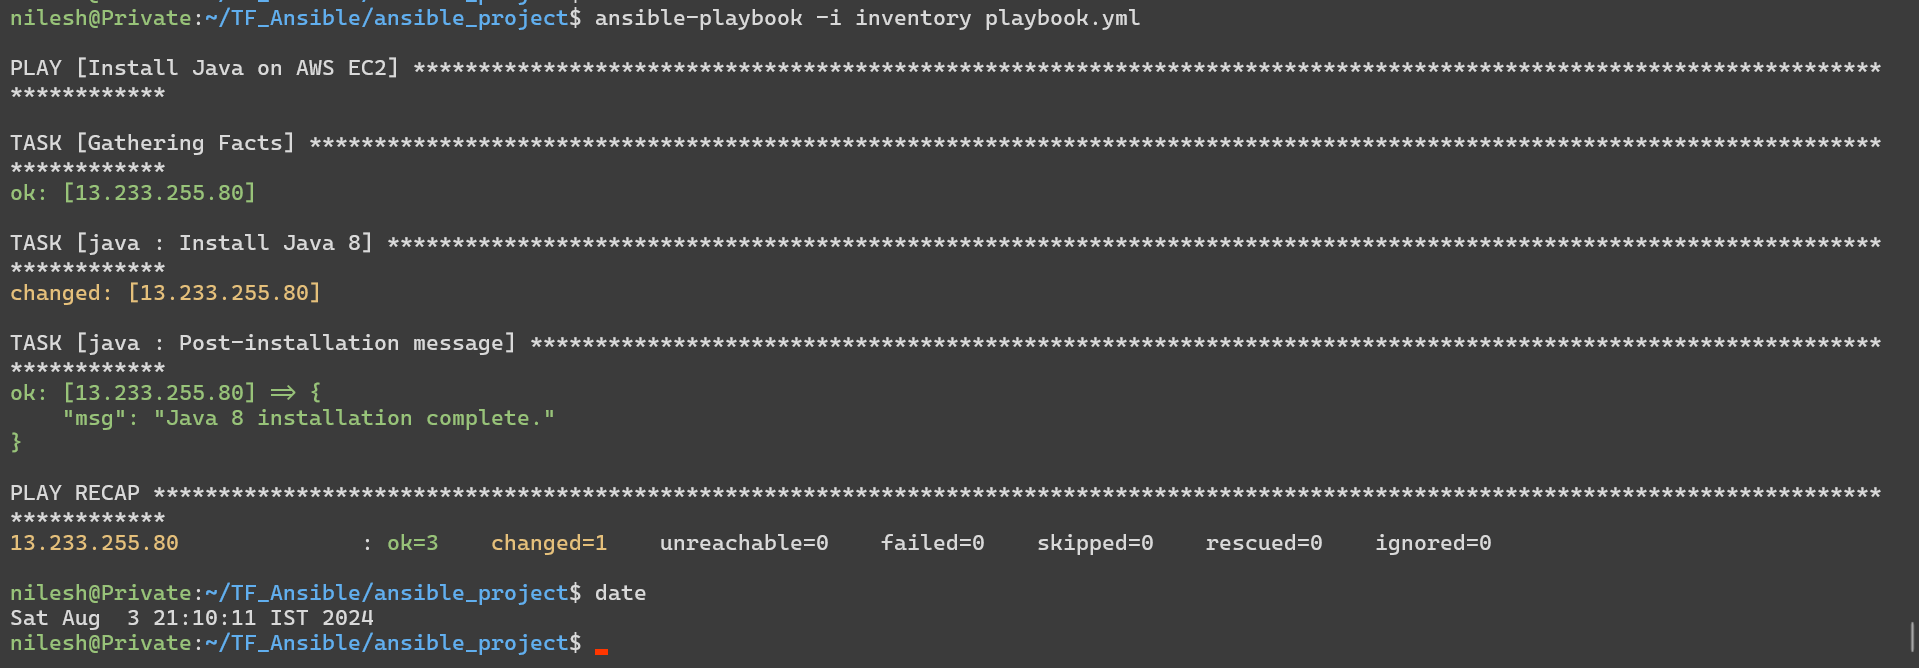 nilesh@Private:~/TF_Ansible/ansible_project$ ansible-playbook -i inventory playbook.yml
PLAY [Install Java on AWS EC2] *****************************************************************************************************************
************
TASK [Gathering Facts] *************************************************************************************************************************
************
ok: [13.233.255.80]
TASK [java : Install Java 8] *******************************************************************************************************************
************
changed: [13.233.255.80]
TASK [java : Post-installation message] ********************************************************************************************************
************
ok: [13.233.255.80] => {
    "msg": "Java 8 installation complete."
}
PLAY RECAP *************************************************************************************************************************************
************
13.233.255.80              : ok=3    changed=1    unreachable=0    failed=0    skipped=0    rescued=0    ignored=0
nilesh@Private:~/TF_Ansible/ansible_project$ date
Sat Aug  3 21:10:11 IST 2024
nilesh@Private:~/TF_Ansible/ansible_project$